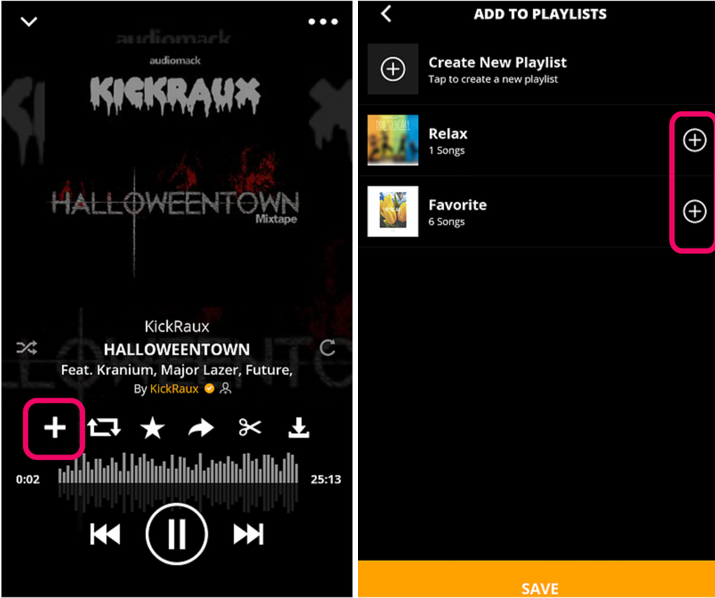 audiomack
audiomack
KICKRAUX
HALLOWEENTOWN
Mixtape
KickRaux
HALLOWEENTOWN
Feat. Kranium, Major Lazer, Future,
By KickRaux
0:02
25:13
ADD TO PLAYLISTS
Create New Playlist
Tap to create a new playlist
Relax
1 Songs
Favorite
6 Songs
SAVE